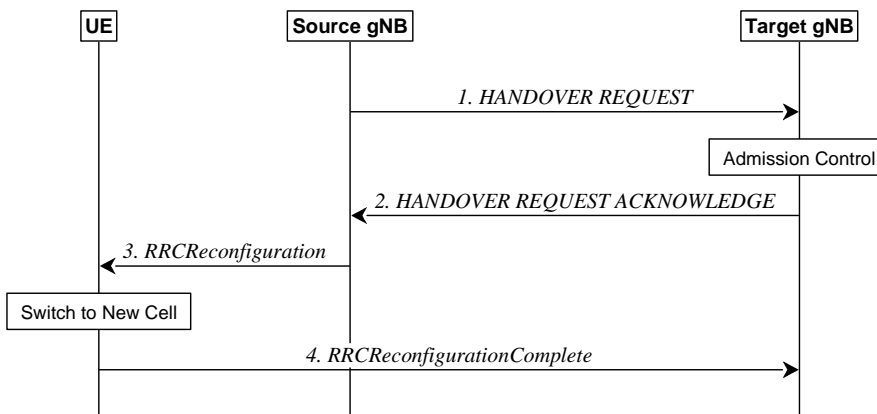 UE
Source gNB
Target gNB
1. HANDOVER REQUEST
Admission Control
2. HANDOVER REQUEST ACKNOWLEDGE
3. RRCReconfiguration
Switch to New Cell
4. RRCReconfigurationComplete